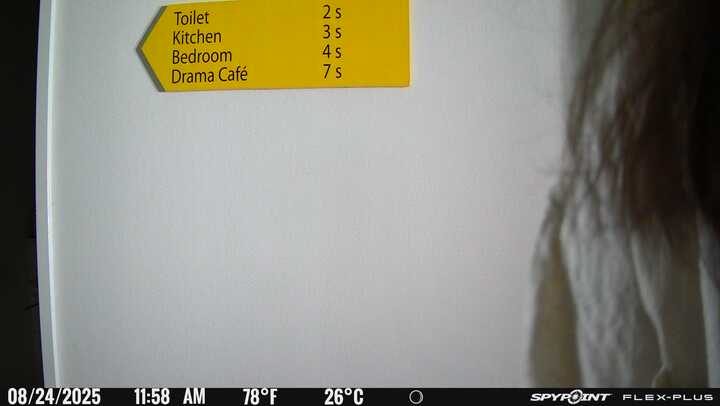 Toilet 2 s
Kitchen 3 s
Bedroom 4 s
Drama Café 7 s
08/24/2025 11:58 AM 78°F 26°C SPYPOINT FLEX-PLUS